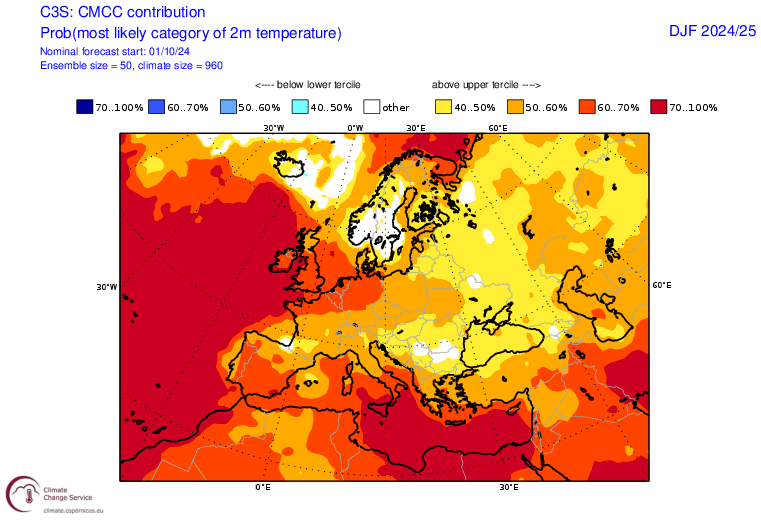 C3S: CMCC contribution
Prob(most likely category of 2m temperature)
DJF 2024/25
Nominal forecast start: 01/10/24
Ensemble size = 50, climate size = 960
<---- below lower tercile
above upper tercile ---->
70..100% 60..70% 50..60% 40..50% other 40..50% 50..60% 60..70% 70..100%
30°W 0°W 30°E 60°E
30°W 60°E
0°E 30°E
Climate
Change Service
climate.copernicus.eu